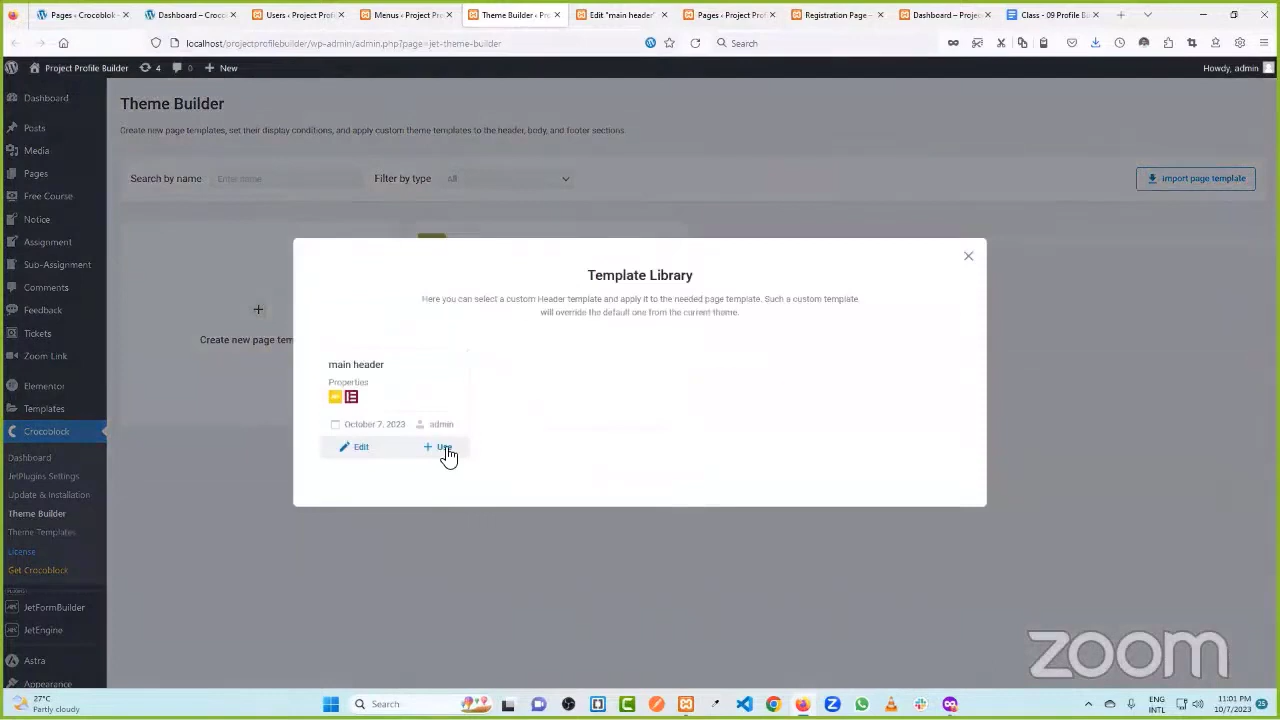 Pages ‹ Crocoblock -
Dashboard ‹ Crocobl
Users ‹ Project Profil
Menus ‹ Project Pro
Theme Builder ‹ Pr
Edit "main header"
Pages ‹ Project Profi
Registration Page –
Dashboard – Projec
Class - 09 Profile B
localhost/projectprofilebuilder/wp-admin/admin.php?page=jet-theme-builder
Search
Project Profile Builder
4
0
New
Howdy, admin
Dashboard
Posts
Media
Pages
Free Course
Notice
Assignment
Sub-Assignment
Comments
Feedback
Tickets
Zoom Link
Elementor
Templates
Crocoblock
Dashboard
JetPlugins Settings
Update & Installation
Theme Builder
Theme Templates
License
Get Crocoblock
JetFormBuilder
JetEngine
Astra
Appearance
Theme Builder
Create new page templates, set their display conditions, and apply custom theme templates to the header, body, and footer sections.
Search by name
Enter name
Filter by type
All
Import page template
Create new page tem
Template Library
Here you can select a custom Header template and apply it to the needed page template. Such a custom template
will override the default one from the current theme.
main header
Properties
October 7, 2023
admin
Edit
Use
zoom
27°C
Partly cloudy
Search
ENG
INTL
11:01 PM
10/7/2023